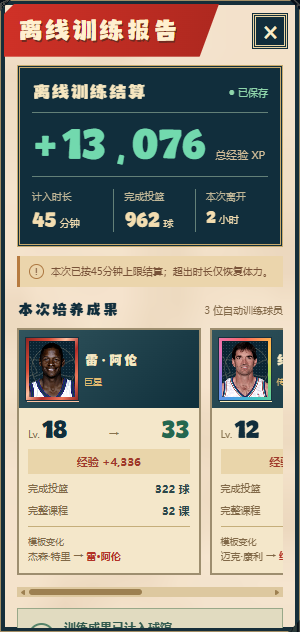 离线训练报告
×
离线训练结算
已保存
+13,076 总经验 XP
计入时长 完成投篮 本次离开
45 分钟 962 球 2 小时
! 本次已按45分钟上限结算；超出时长仅恢复体力。
本次培养成果 3 位自动训练球员
雷·阿伦
巨星
Lv. 18 → 33
经验 +4,336
完成投篮 322 球
完整课程 32 课
模板变化
杰森·特里 → 雷·阿伦
Lv. 12
完成投篮
完整课程
模板变化
迈克·康利 →
训练成果已计入球馆